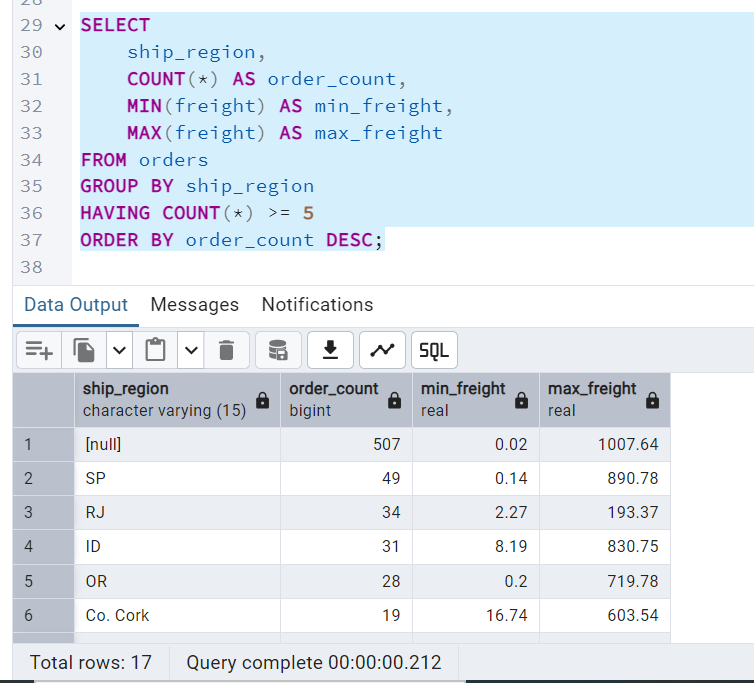 28
29 SELECT
30 ship_region,
31 COUNT(*) AS order_count,
32 MIN(freight) AS min_freight,
33 MAX(freight) AS max_freight
34 FROM orders
35 GROUP BY ship_region
36 HAVING COUNT(*) >= 5
37 ORDER BY order_count DESC;
38
Data Output Messages Notifications
SQL
ship_region order_count min_freight max_freight
character varying (15) bigint real real
1 [null] 507 0.02 1007.64
2 SP 49 0.14 890.78
3 RJ 34 2.27 193.37
4 ID 31 8.19 830.75
5 OR 28 0.2 719.78
6 Co. Cork 19 16.74 603.54
Total rows: 17 Query complete 00:00:00.212